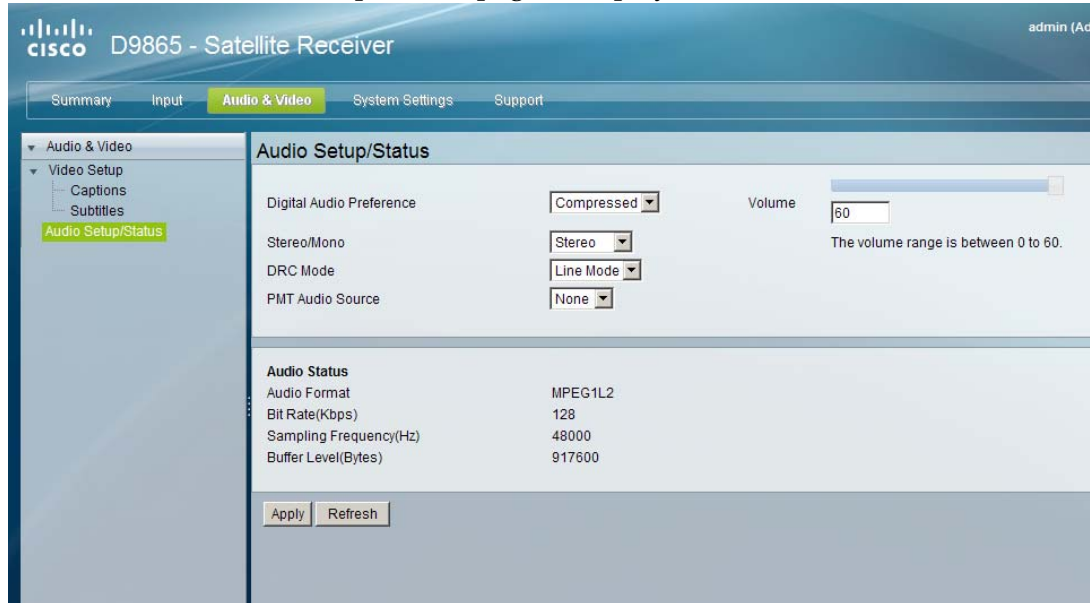 cisco D9865 - Satellite Receiver
admin (Ad
Summary Input Audio & Video System Settings Support
Audio & Video
Video Setup
Captions
Subtitles
Audio Setup/Status
Audio Setup/Status
Digital Audio Preference Compressed Volume 60
Stereo/Mono Stereo The volume range is between 0 to 60.
DRC Mode Line Mode
PMT Audio Source None
Audio Status
Audio Format MPEG1L2
Bit Rate(Kbps) 128
Sampling Frequency(Hz) 48000
Buffer Level(Bytes) 917600
Apply Refresh